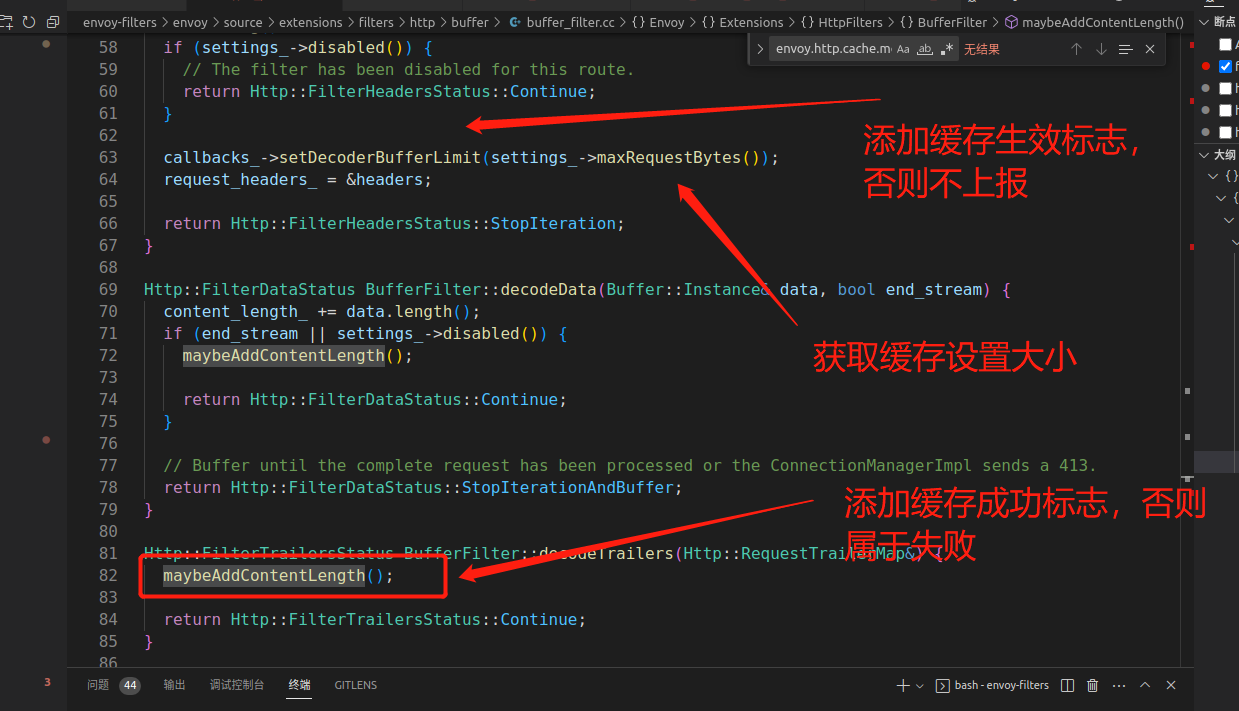 envoy-filters > envoy > source > extensions > filters > http > buffer > buffer_filter.cc > {} Envoy > {} Extensions > {} HttpFilters > {} BufferFilter > maybeAddContentLength()
断点
envoy.http.cache.m Aa ab .* 无结果
大纲
58 if (settings_->disabled()) {
59 // The filter has been disabled for this route.
60 return Http::FilterHeadersStatus::Continue;
61 }
62
63 callbacks_->setDecoderBufferLimit(settings_->maxRequestBytes());
64 request_headers_ = &headers;
65
66 return Http::FilterHeadersStatus::StopIteration;
67 }
68
69 Http::FilterDataStatus BufferFilter::decodeData(Buffer::Instance& data, bool end_stream) {
70 content_length_ += data.length();
71 if (end_stream || settings_->disabled()) {
72 maybeAddContentLength();
73
74 return Http::FilterDataStatus::Continue;
75 }
76
77 // Buffer until the complete request has been processed or the ConnectionManagerImpl sends a 413.
78 return Http::FilterDataStatus::StopIterationAndBuffer;
79 }
80
81 Http::FilterTrailersStatus BufferFilter::decodeTrailers(Http::RequestTrailerMap&) {
82 maybeAddContentLength();
83
84 return Http::FilterTrailersStatus::Continue;
85 }
86
添加缓存生效标志，
否则不上报
获取缓存设置大小
添加缓存成功标志，否则
属于失败
3
问题 44 输出 调试控制台 终端 GITLENS
bash - envoy-filters